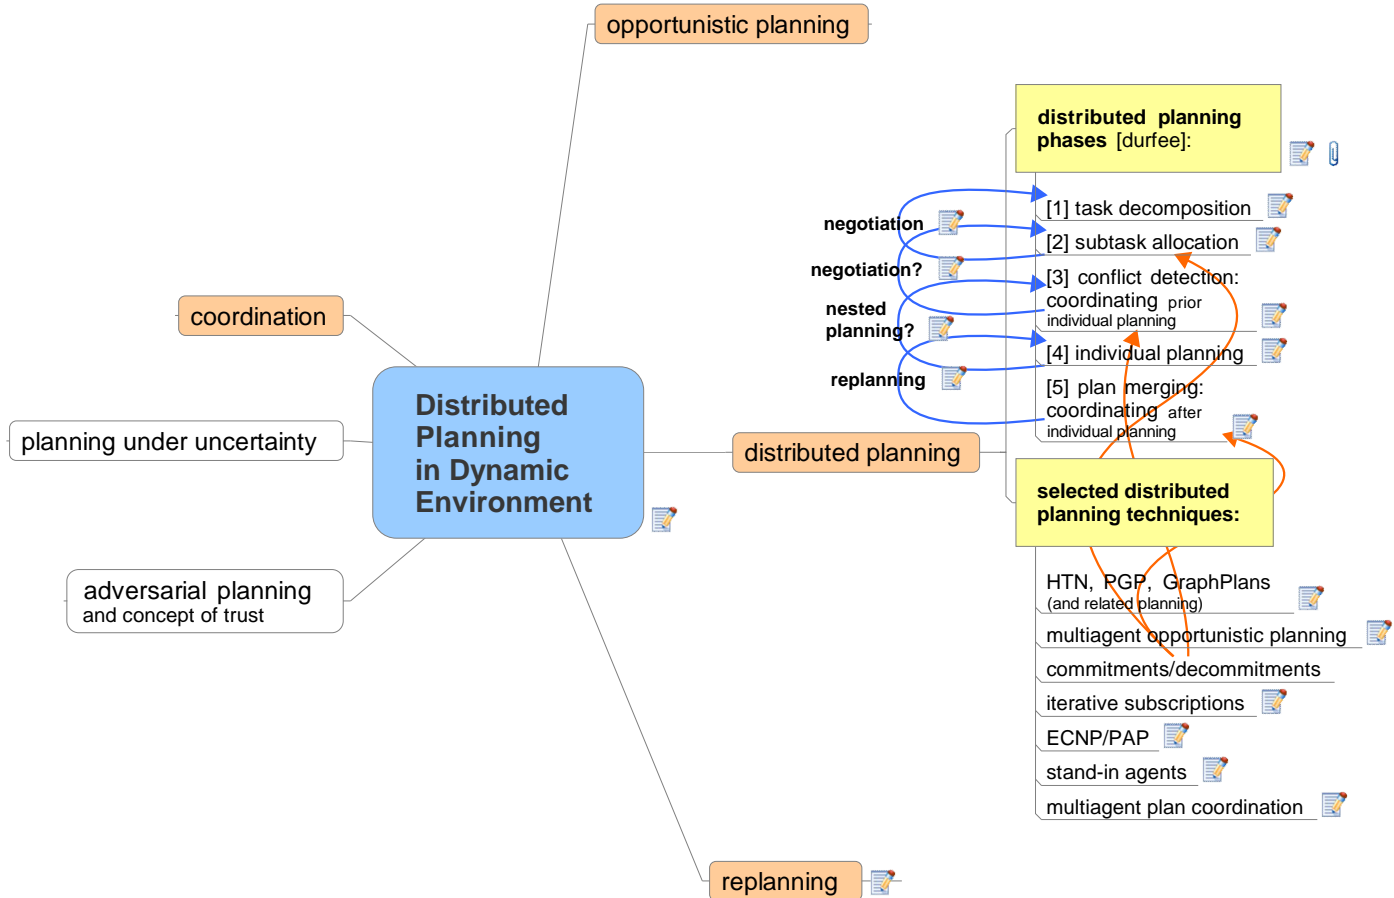 opportunistic planning
distributed planning
phases [durfee]:
[1] task decomposition
negotiation
[2] subtask allocation
negotiation?
[3] conflict detection:
coordinating prior
individual planning
nested
planning?
coordination
[4] individual planning
replanning
[5] plan merging:
coordinating after
individual planning
Distributed
Planning
in Dynamic
Environment
planning under uncertainty
distributed planning
selected distributed
planning techniques:
adversarial planning
and concept of trust
HTN, PGP, GraphPlans
(and related planning)
multiagent opportunistic planning
commitments/decommitments
iterative subscriptions
ECNP/PAP
stand-in agents
multiagent plan coordination
replanning